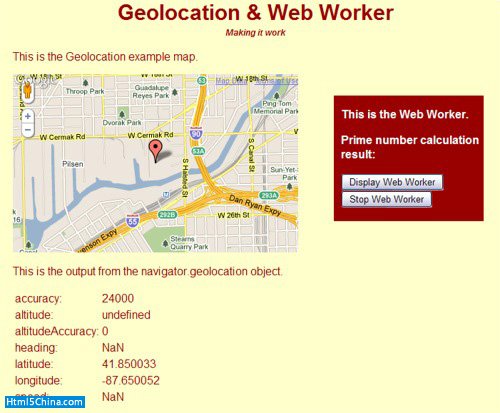 Geolocation & Web Worker
Making it work
This is the Geolocation example map.
Throop Park
Guadalupe
Reyes Park
W 18th St
53
Dvorak Park
Ping Tom
Memorial Park
W Cermak Rd
W Cermak Rd
90
53A
Pilsen
S Halsted St
S Canal St
Sun-Yet
Dan Ryan Expy
293A
292B
W 26th St
55
Stearns
Quarry Park
This is the Web Worker.
Prime number calculation
result:
Display Web Worker
Stop Web Worker
This is the output from the navigator.geolocation object.
accuracy: 24000
altitude: undefined
altitudeAccuracy: 0
heading: NaN
latitude: 41.850033
longitude: -87.650052
speed: NaN
Html5China.com